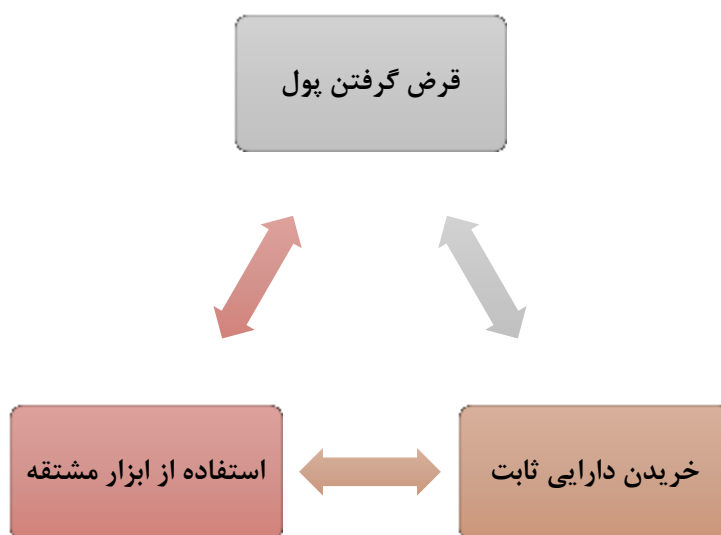 قرض گرفتن پول
خریدن دارایی ثابت
استفاده از ابزار مشتقه